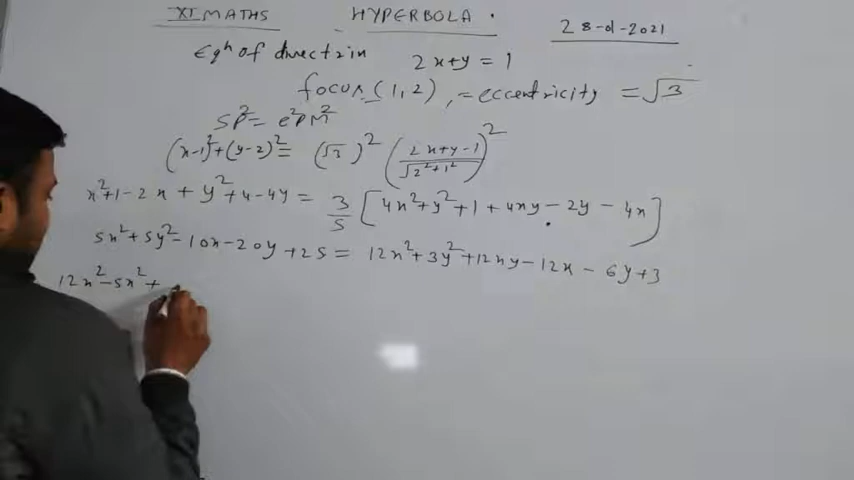 XI MATHS HYPERBOLA . 28-01-2021
Eqⁿ of directrix 2x+y=1
focus (1,2), = eccentricity = √3
SP² = e²PM²
(x-1)² + (y-2)² = (√3)² (2x+y-1/√2²+1²)²
x²+1-2x + y²+4-4y = 3/5 [4x²+y²+1+4xy-2y-4x]
5x²+5y²-10x-20y+25 = 12x²+3y²+12xy-12x-6y+3
12x²-5x²+